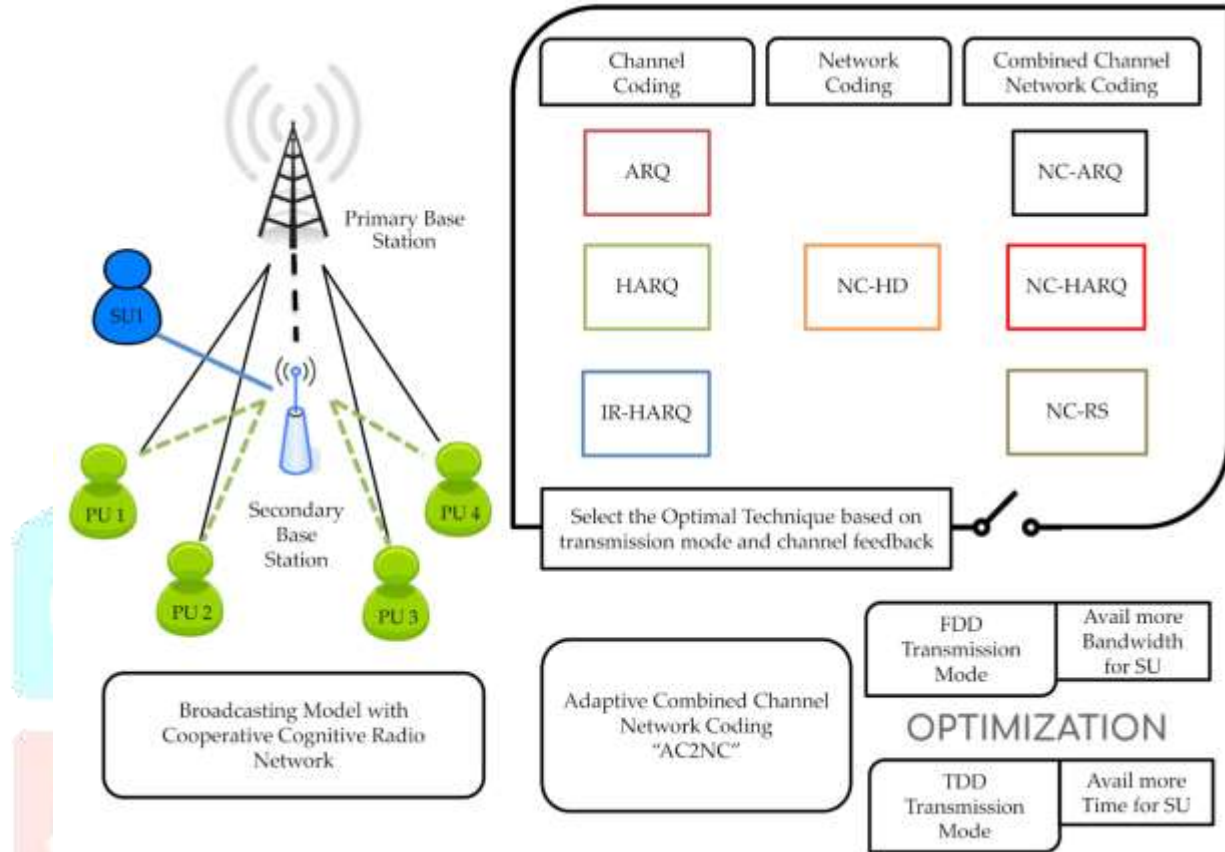 Channel
Coding
Network
Coding
Combined Channel
Network Coding
ARQ
NC-ARQ
HARQ
NC-HD
NC-HARQ
IR-HARQ
NC-RS
Select the Optimal Technique based on
transmission mode and channel feedback
Primary Base
Station
SU1
PU 1
PU 2
PU 3
PU 4
Secondary
Base
Station
Broadcasting Model with
Cooperative Cognitive Radio
Network
Adaptive Combined Channel
Network Coding
“AC2NC”
FDD
Transmission
Mode
Avail more
Bandwidth
for SU
OPTIMIZATION
TDD
Transmission
Mode
Avail more
Time for SU